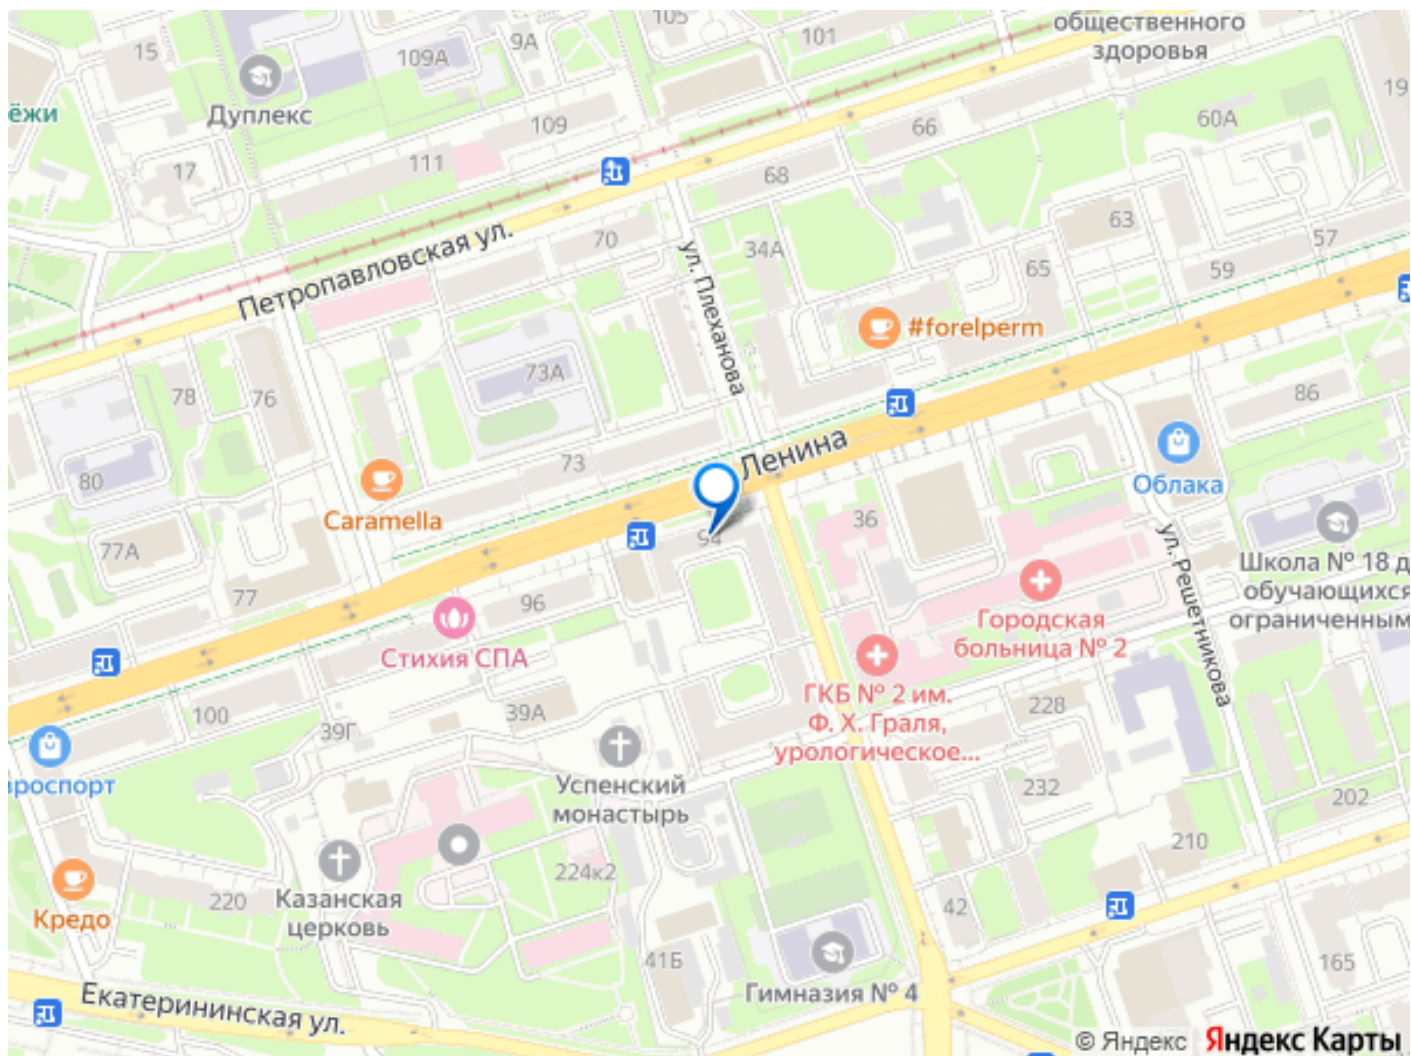 105
общественного
здоровья
101
9А
15
109А
Дуплекс
ёжи
109
66
60А
19
111
17
68
Петропавловская ул.
70
ул. Плеханова
34А
63
57
65
59
#forelperm
73А
78
76
86
Ленина
73
80
Caramella
Облака
36
94
77А
ул. Решетникова
Школа № 18 д
обучающихся
ограниченным
77
96
Стихия СПА
Городская
больница № 2
ГКБ № 2 им.
Ф. Х. Граля,
урологическое...
100
39Г
39А
228
Успенский
монастырь
вроспорт
232
202
210
224к2
Казанская
церковь
220
Кредо
42
41Б
Гимназия № 4
165
Екатерининская ул.
© Яндекс Яндекс Карты